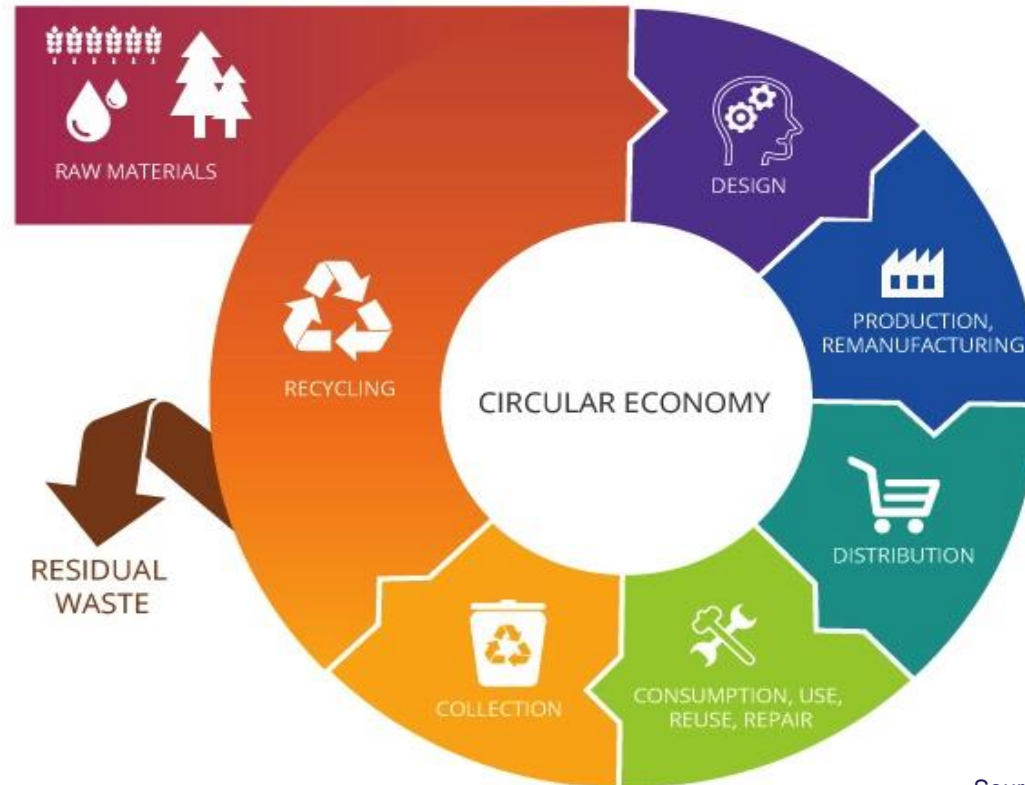 RAW MATERIALS
DESIGN
PRODUCTION,
REMANUFACTURING
RECYCLING
CIRCULAR ECONOMY
DISTRIBUTION
RESIDUAL
WASTE
CONSUMPTION, USE,
REUSE, REPAIR
COLLECTION